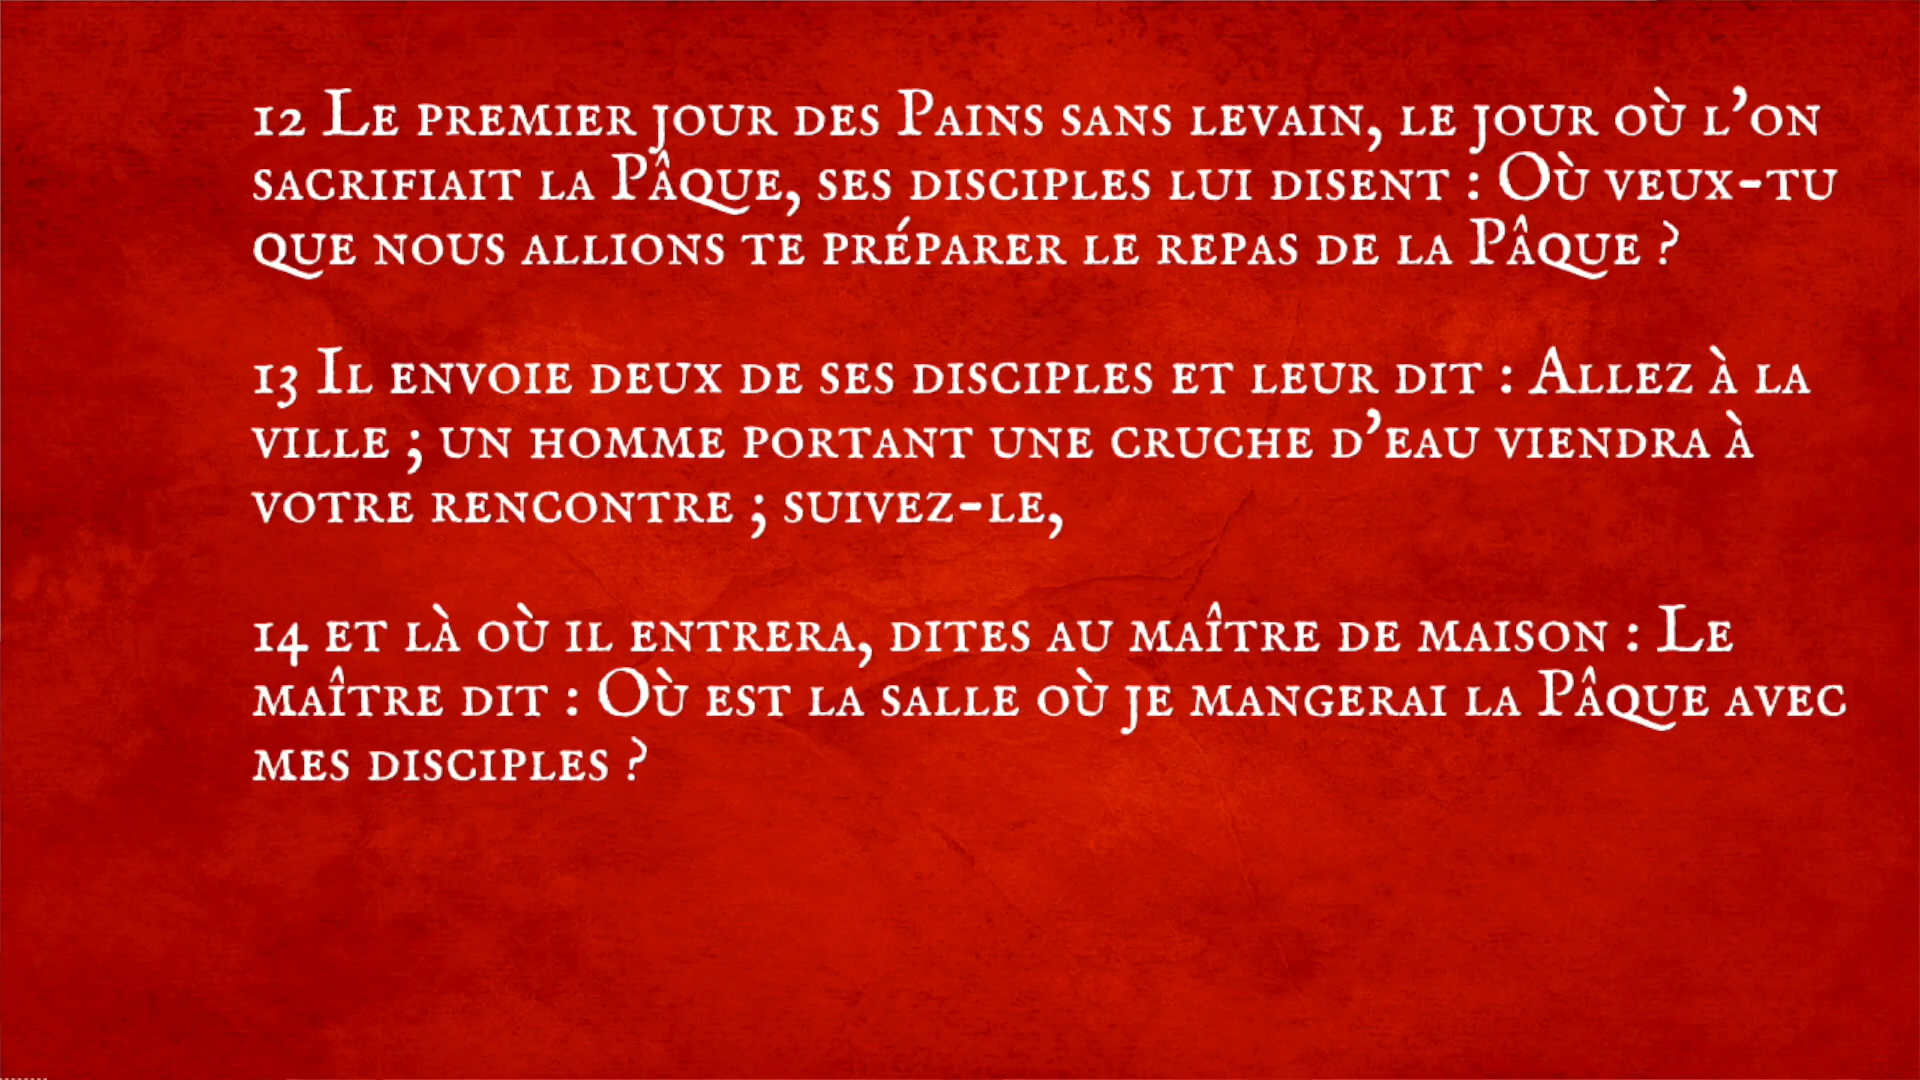 12 Le premier jour des Pains sans levain, le jour où l’on
sacrifiait la Pâque, ses disciples lui disent : Où veux-tu
que nous allions te préparer le repas de la Pâque ?
13 Il envoie deux de ses disciples et leur dit : Allez à la
ville ; un homme portant une cruche d’eau viendra à
votre rencontre ; suivez-le,
14 et là où il entrera, dites au maître de maison : Le
maître dit : Où est la salle où je mangerai la Pâque avec
mes disciples ?